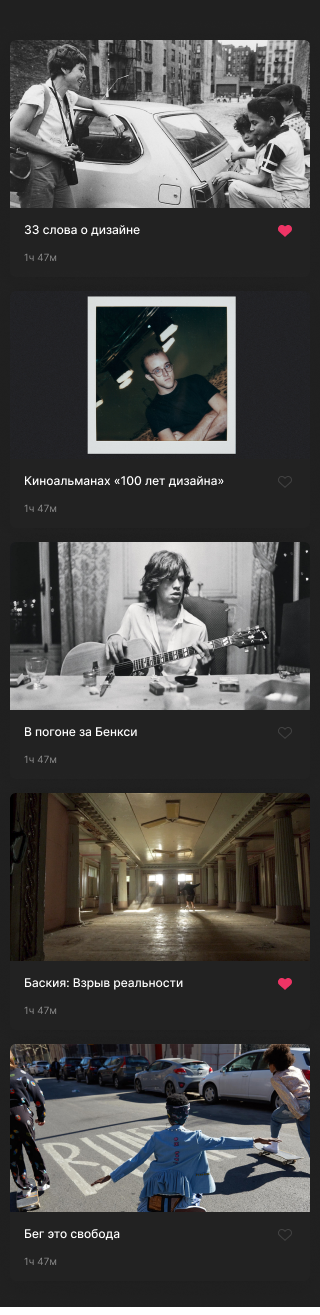 33 слова о дизайне
1ч 47м
Киноальманах «100 лет дизайна»
1ч 47м
В погоне за Бенкси
1ч 47м
Баския: Взрыв реальности
1ч 47м
RUN
Бег это свобода
1ч 47м